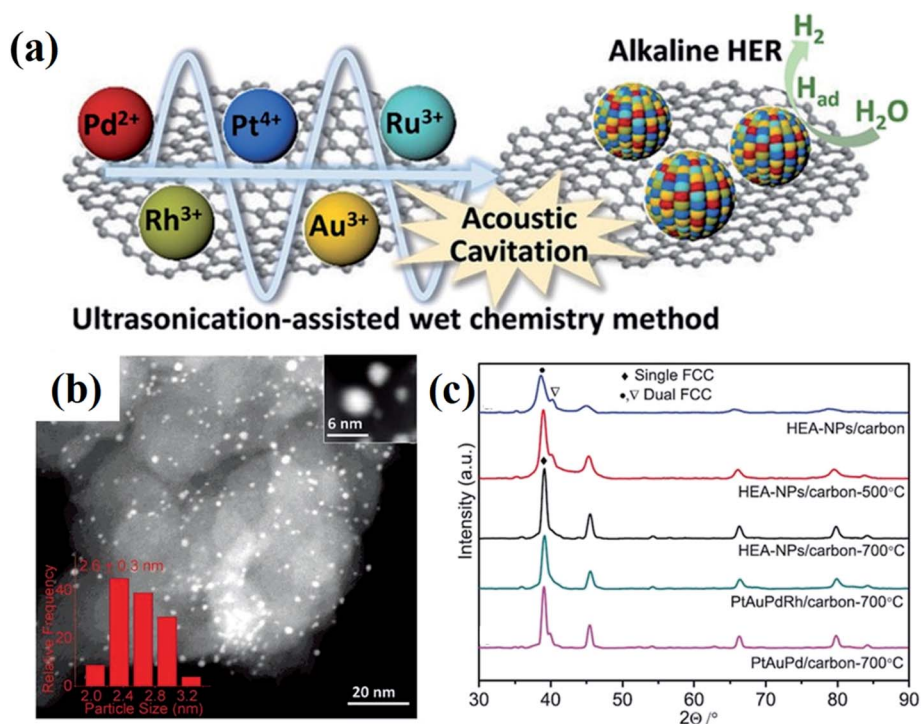 (a)
Alkaline HER
H2
Had
H2O
Pd2+
Pt4+
Ru3+
Rh3+
Au3+
Acoustic
Cavitation
Ultrasonication-assisted wet chemistry method
(b)
6 nm
2.6 ± 0.3 nm
Relative Frequency
40
20
0
2.0 2.4 2.8 3.2
Particle Size (nm)
20 nm
(c)
♦ Single FCC
•,▽ Dual FCC
HEA-NPs/carbon
HEA-NPs/carbon-500°C
HEA-NPs/carbon-700°C
PtAuPdRh/carbon-700°C
PtAuPd/carbon-700°C
Intensity (a.u.)
30 40 50 60 70 80 90
2Θ /°